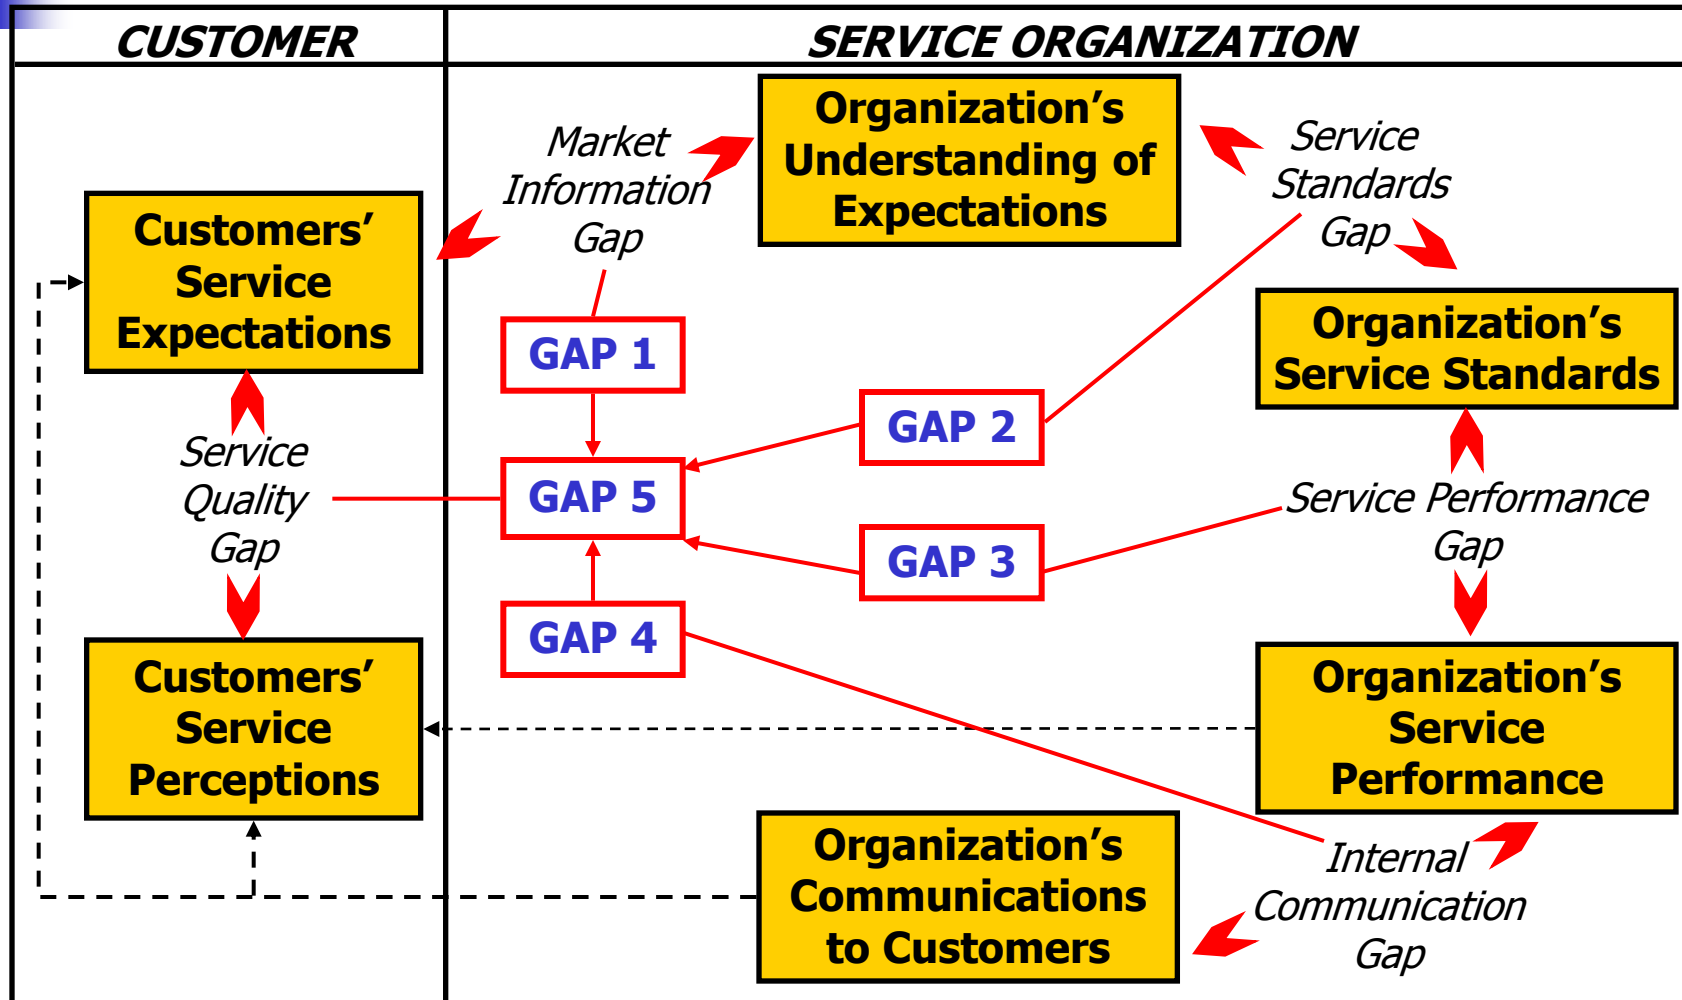 CUSTOMER
SERVICE ORGANIZATION
Organization’s
Understanding of
Expectations
Market
Information
Gap
Service
Standards
Gap
Customers’
Service
Expectations
Organization’s
Service Standards
GAP 1
GAP 2
Service
Quality
Gap
GAP 5
Service Performance
Gap
GAP 3
GAP 4
Customers’
Service
Perceptions
Organization’s
Service
Performance
Organization’s
Communications
to Customers
Internal
Communication
Gap